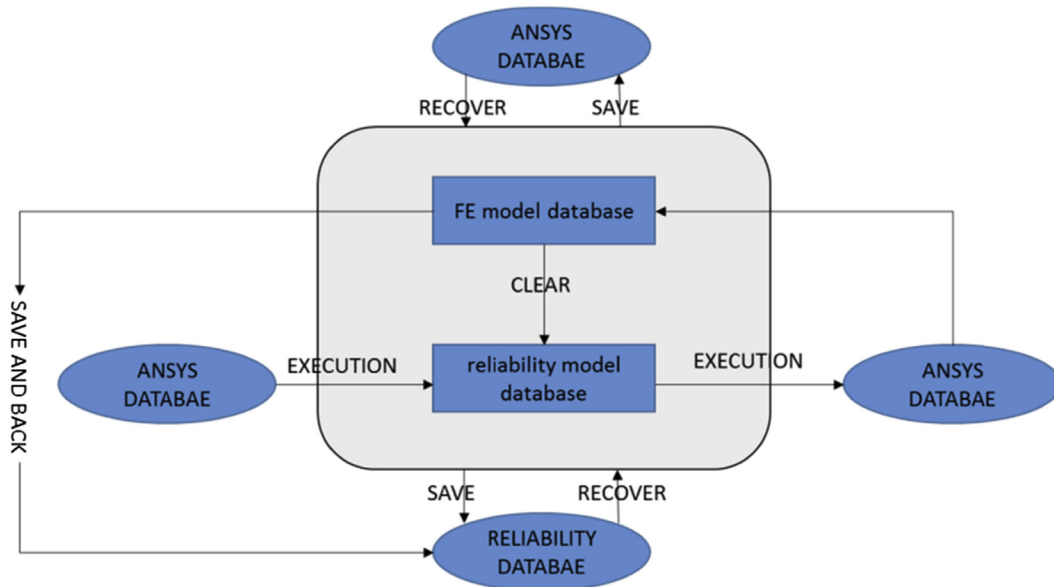 ANSYS
DATABAE
RECOVER
SAVE
FE model database
CLEAR
SAVE AND BACK
ANSYS
DATABAE
EXECUTION
reliability model
database
EXECUTION
ANSYS
DATABAE
SAVE
RECOVER
RELIABILITY
DATABAE